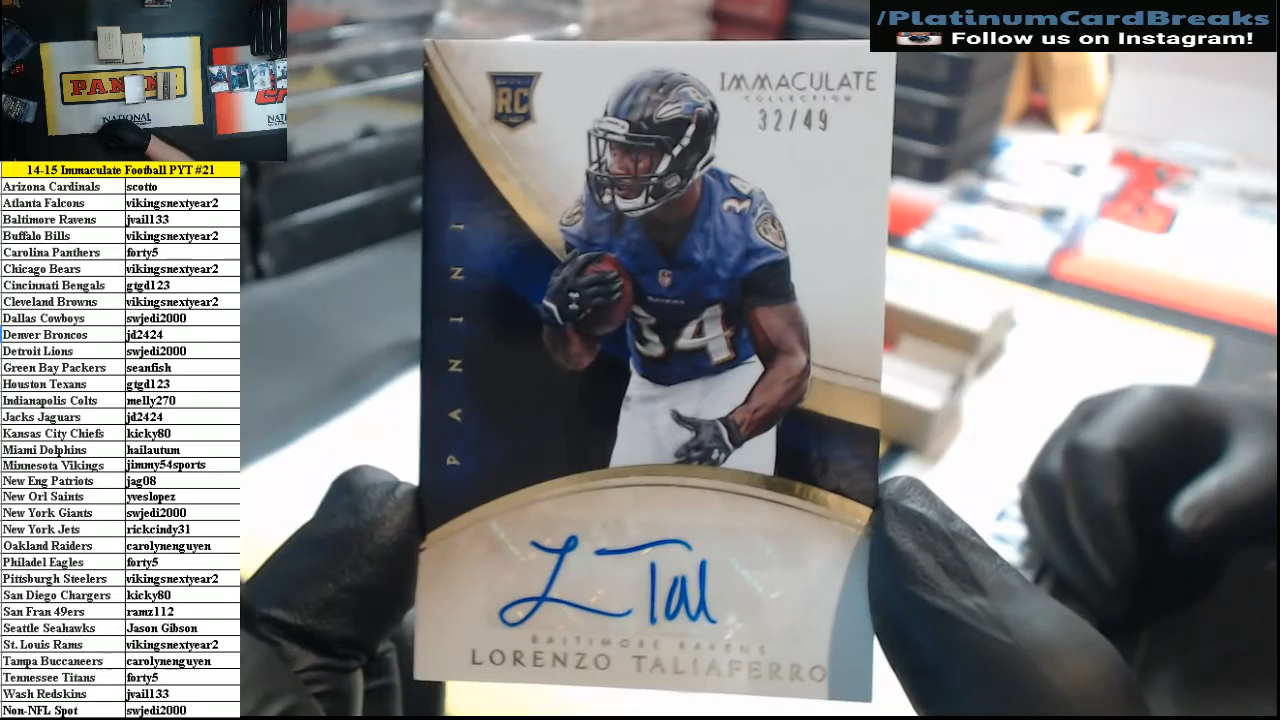 /PlatinumCardBreaks
Follow us on Instagram!
PANINI
NATIONAL
14-15 Immaculate Football PYT #21
Arizona Cardinals scotto
Atlanta Falcons vikingsnextyear2
Baltimore Ravens jvail133
Buffalo Bills vikingsnextyear2
Carolina Panthers forty5
Chicago Bears vikingsnextyear2
Cincinnati Bengals gtgd123
Cleveland Browns vikingsnextyear2
Dallas Cowboys swjedi2000
Denver Broncos jd2424
Detroit Lions swjedi2000
Green Bay Packers seanfish
Houston Texans gtgd123
Indianapolis Colts melly270
Jacks Jaguars jd2424
Kansas City Chiefs kicky80
Miami Dolphins hailautum
Minnesota Vikings jimmy54sports
New Eng Patriots jag08
New Orl Saints yveslopez
New York Giants swjedi2000
New York Jets rickcindy31
Oakland Raiders carolynenguyen
Philadel Eagles forty5
Pittsburgh Steelers vikingsnextyear2
San Diego Chargers kicky80
San Fran 49ers ramz112
Seattle Seahawks Jason Gibson
St. Louis Rams vikingsnextyear2
Tampa Buccaneers carolynenguyen
Tennessee Titans forty5
Wash Redskins jvail133
Non-NFL Spot swjedi2000
RC
IMMACULATE
COLLECTION
32/49
PANINI
34
L Tal
BALTIMORE RAVENS
LORENZO TALIAFERRO